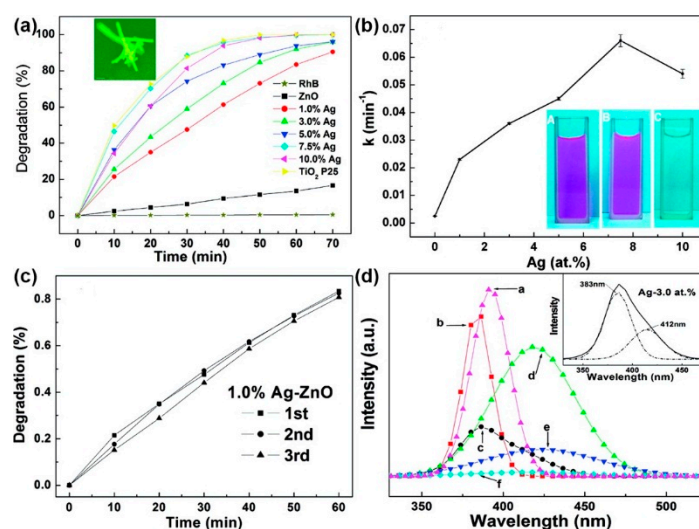 (a)
Degradation (%)
100
80
60
40
20
0
RhB
ZnO
1.0% Ag
3.0% Ag
5.0% Ag
7.5% Ag
10.0% Ag
TiO₂ P25
0 10 20 30 40 50 60 70
Time (min)
(b)
k (min⁻¹)
0.07
0.06
0.05
0.04
0.03
0.02
0.01
0.00
A B C
0 2 4 6 8 10
Ag (at.%)
(c)
Degradation (%)
0.8
0.6
0.4
0.2
0.0
1.0% Ag-ZnO
1st
2nd
3rd
0 10 20 30 40 50 60
Time (min)
(d)
Intensity (a.u.)
a
b
d
c
e
f
350 400 450 500
Wavelength (nm)
Ag-3.0 at.%
383nm
412nm
Intensity
350 400 450
Wavelength (nm)